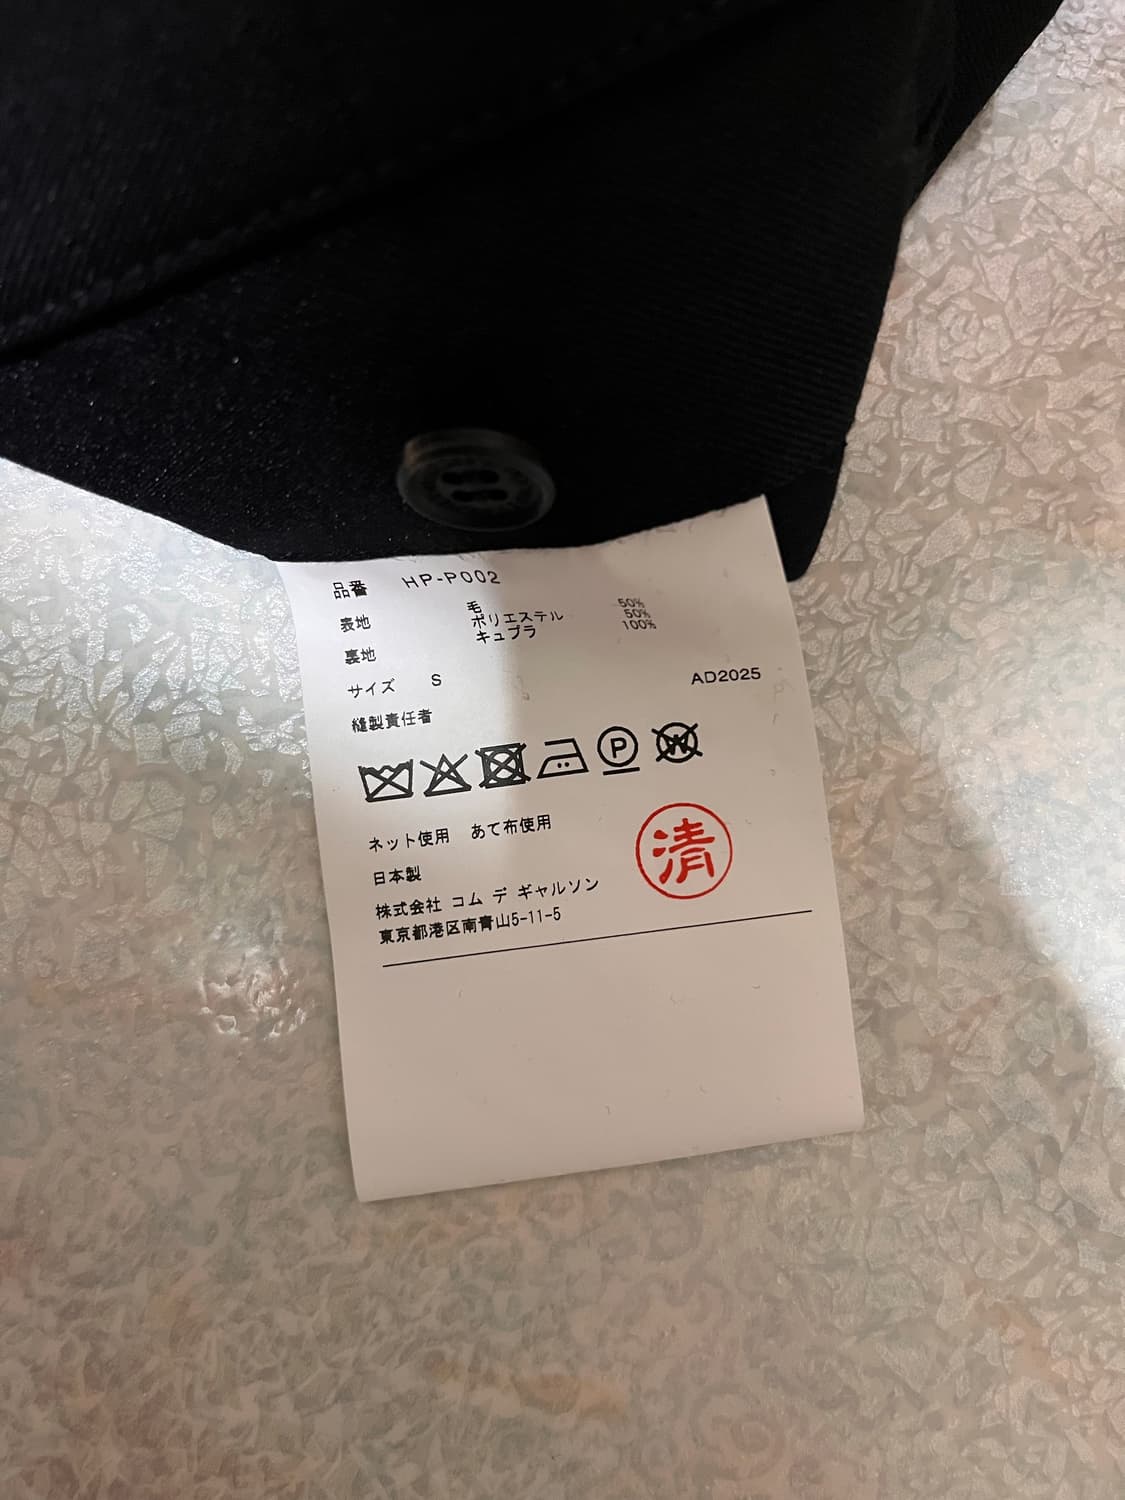 品番 HP-P002
表地 毛 50%
ポリエステル 50%
裏地 キュプラ 100%
サイズ S AD2025
縫製責任者
P
W
ネット使用 あて布使用
清
日本製
株式会社 コム デ ギャルソン
東京都港区南青山5-11-5